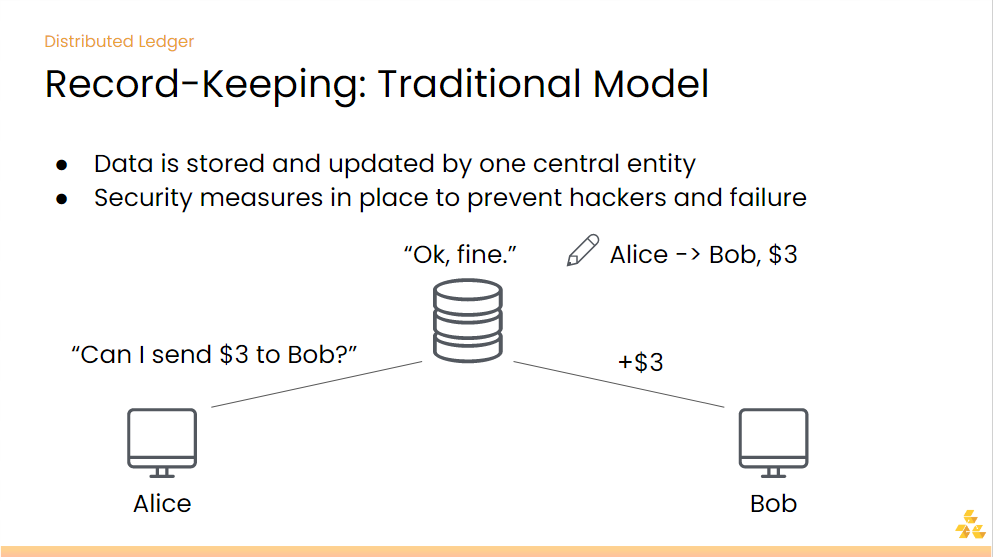 Distributed Ledger
Record-Keeping: Traditional Model
● Data is stored and updated by one central entity
● Security measures in place to prevent hackers and failure
“Ok, fine.”
Alice -> Bob, $3
“Can I send $3 to Bob?”
+$3
Alice
Bob